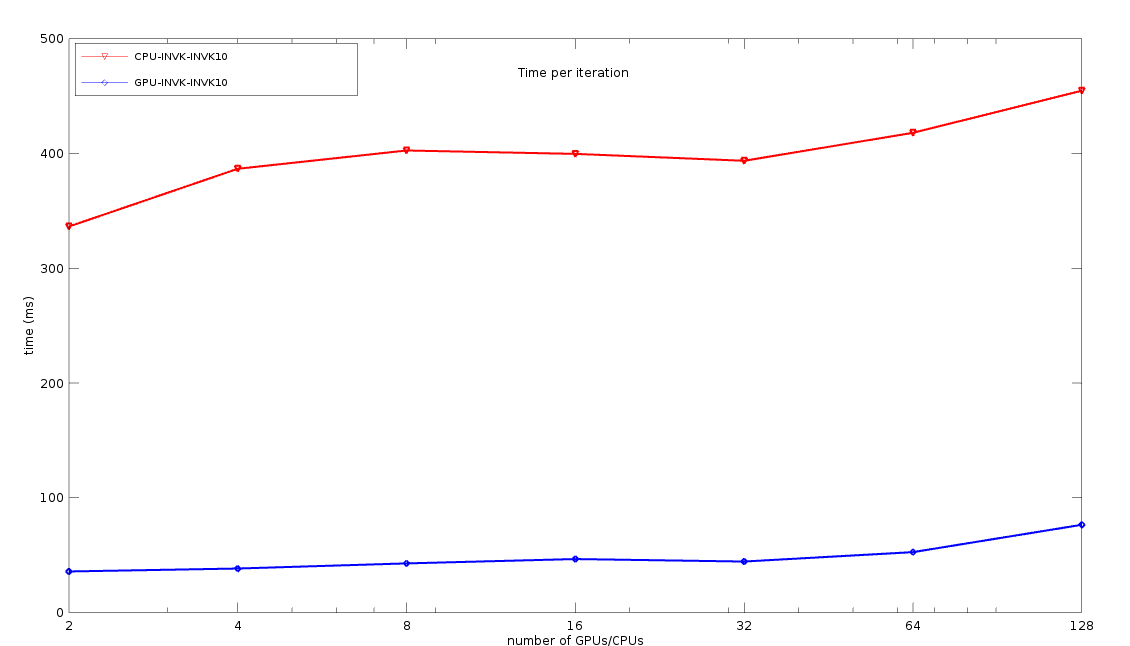 Time per iteration
CPU-INVK-INVK10
GPU-INVK-INVK10
500
400
300
200
100
0
time (ms)
2 4 8 16 32 64 128
number of GPUs/CPUs